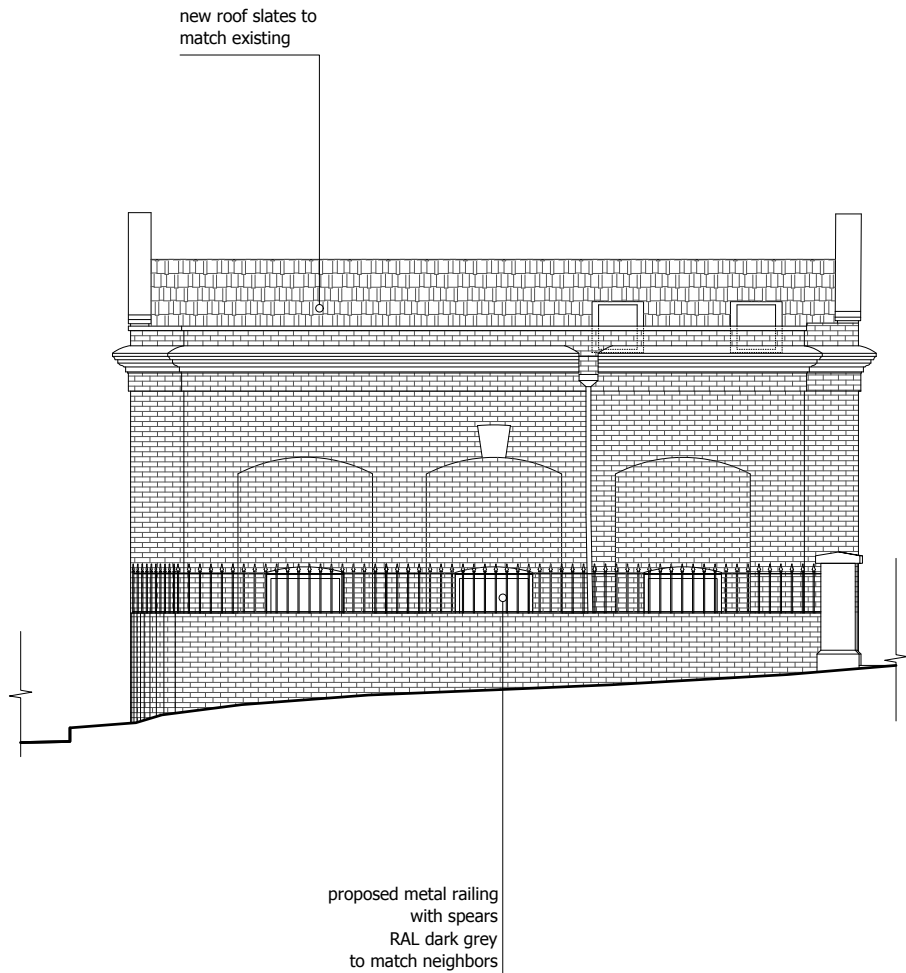 new roof slates to
match existing
proposed metal railing
with spears
RAL dark grey
to match neighbors